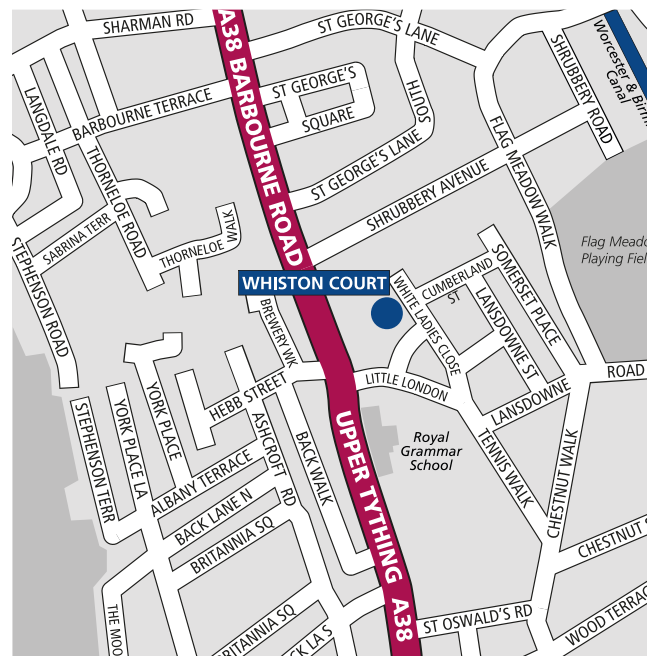 SHARMAN RD
ST GEORGE'S LANE
A38 BARBOURNE ROAD
SHRUBBERY ROAD
Worcester & Birm
Canal
LANGDALE RD
BARBOURNE TERRACE
ST GEORGE'S
SQUARE
SOUTH
ST GEORGE'S LANE
FLAG MEADOW WALK
THORNELOE ROAD
SHRUBBERY AVENUE
SABRINA TERR
THORNELOE
WALK
STEPHENSON ROAD
Flag Meado
Playing Fiel
WHISTON COURT
CUMBERLAND
ST
SOMERSET PLACE
WHITE LADIES CLOSE
LANSDOWNE ST
BREWERY WK
HEBB STREET
LITTLE LONDON
LANSDOWNE
ROAD
STEPHENSON TERR
YORK PLACE LA
YORK PLACE
ASHCROFT RD
BACK WALK
UPPER TYTHING A38
Royal
Grammar
School
TENNIS WALK
CHESTNUT WALK
ALBANY TERRACE
BACK LANE N
BRITANNIA SQ
CHESTNUT S
THE MOO
BRITANNIA SQ
CK LA S
ST OSWALD'S RD
WOOD TERRAC